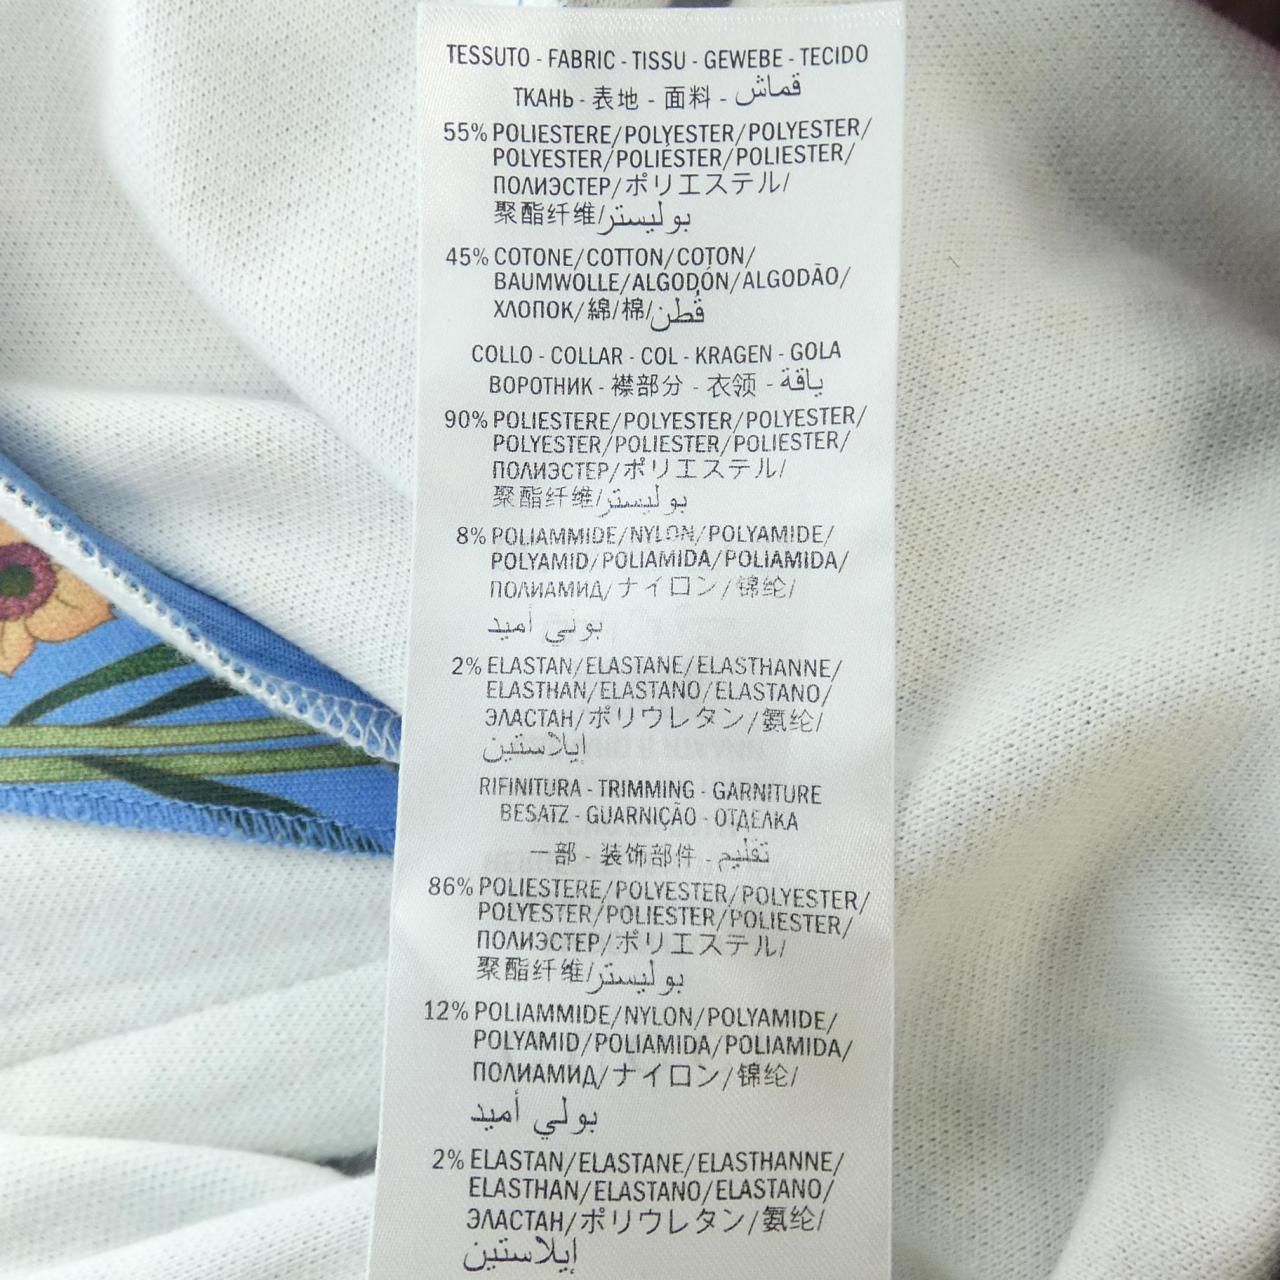 TESSUTO - FABRIC - TISSU - GEWEBE - TECIDO
ТКАНЬ - 表地 - 面料 - قماش
55% POLIESTERE/POLYESTER/POLYESTER/
POLYESTER/POLIÉSTER/POLIESTER/
ПОЛИЭСТЕР/ポリエステル/
聚酯纤维/بوليستر
45% COTONE/COTTON/COTON/
BAUMWOLLE/ALGODÓN/ALGODÃO/
ХЛОПОК/綿/棉/قطن
COLLO - COLLAR - COL - KRAGEN - GOLA
ВОРОТНИК - 襟部分 - 衣领 - ياقة
90% POLIESTERE/POLYESTER/POLYESTER/
POLYESTER/POLIESTER/POLIESTER/
ПОЛИЭСТЕР/ポリエステル/
聚酯纤维/بوليستر
8% POLIAMMIDE/NYLON/POLYAMIDE/
POLYAMID/POLIAMIDA/POLIAMIDA/
ПОЛИАМИД/ナイロン/锦纶/
بولي أميد
2% ELASTAN/ELASTANE/ELASTHANNE/
ELASTHAN/ELASTANO/ELASTANO/
ЭЛАСТАН/ポリウレタン/氨纶/
إيلاستين
RIFINITURA - TRIMMING - GARNITURE
BESATZ - GUARNIÇÃO - ОТДЕЛКА
一部 - 装饰部件 - تقليم
86% POLIESTERE/POLYESTER/POLYESTER/
POLYESTER/POLIESTER/POLIESTER/
ПОЛИЭСТЕР/ポリエステル/
聚酯纤维/بوليستر
12% POLIAMMIDE/NYLON/POLYAMIDE/
POLYAMID/POLIAMIDA/POLIAMIDA/
ПОЛИАМИД/ナイロン/锦纶/
بولي أميد
2% ELASTAN/ELASTANE/ELASTHANNE/
ELASTHAN/ELASTANO/ELASTANO/
ЭЛАСТАН/ポリウレタン/氨纶/
إيلاستين